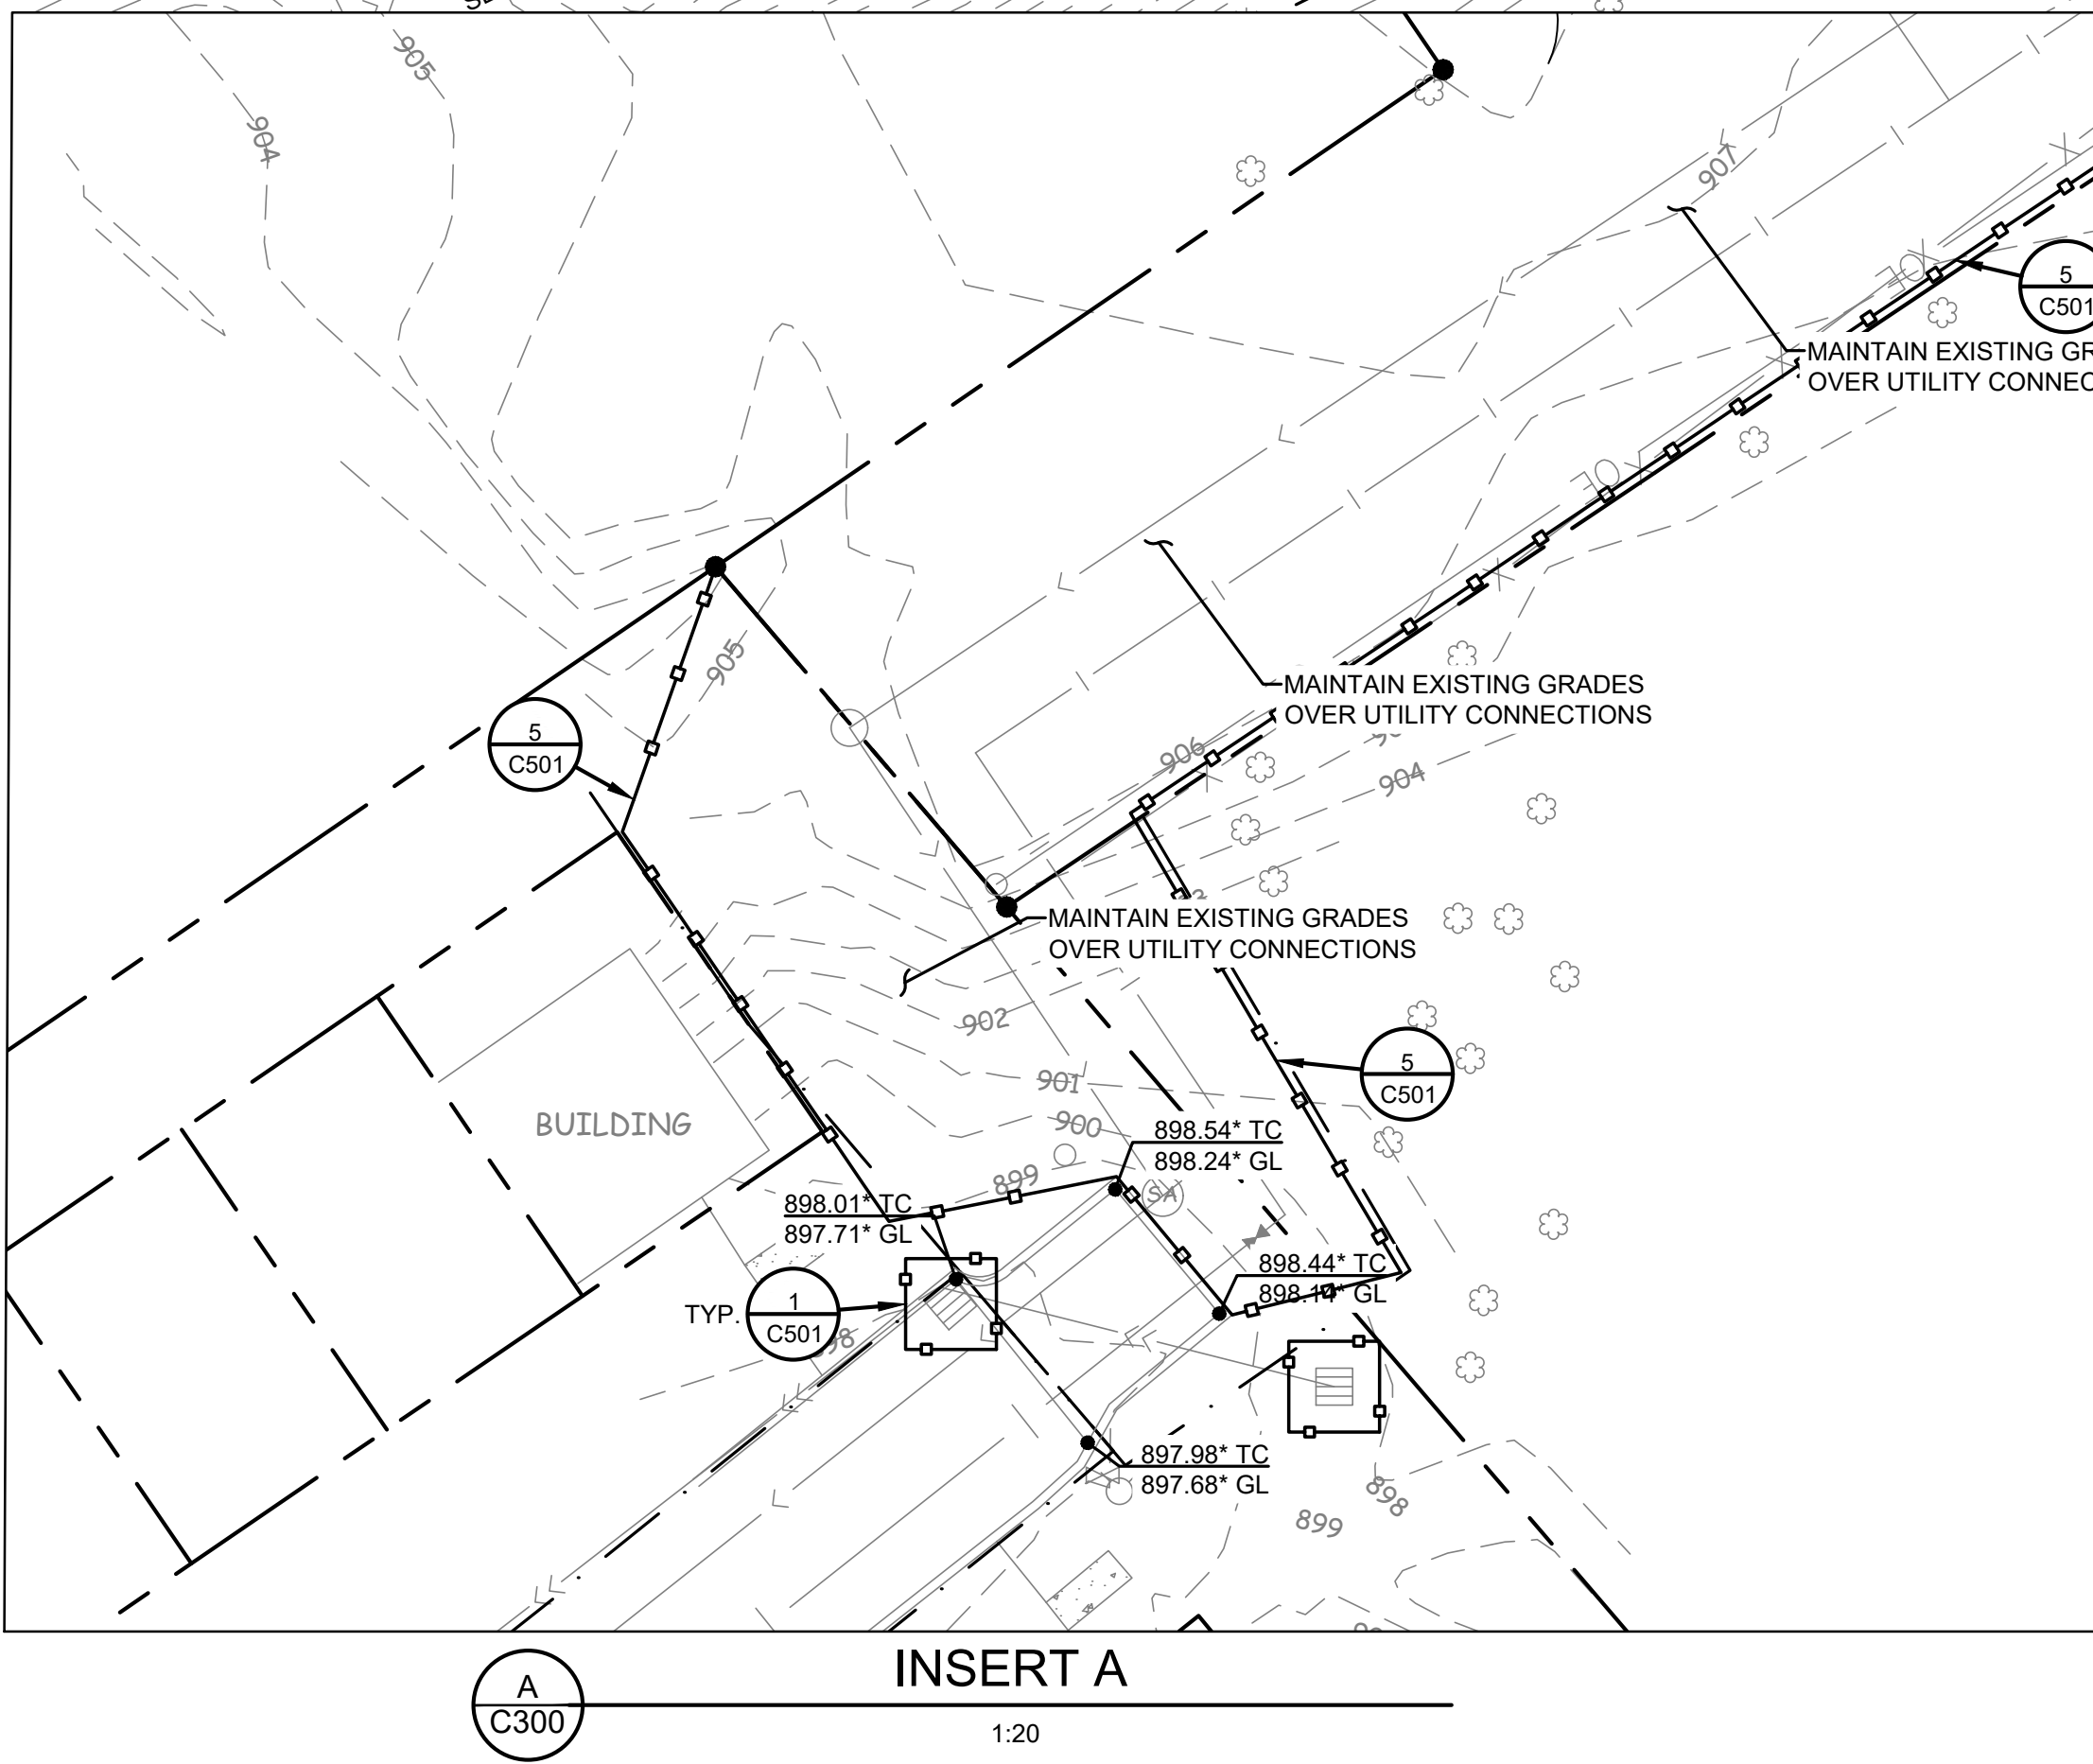 905
904
907
5
C501
MAINTAIN EXISTING GR
OVER UTILITY CONNEC
905
MAINTAIN EXISTING GRADES
OVER UTILITY CONNECTIONS
5
C501
906
904
MAINTAIN EXISTING GRADES
OVER UTILITY CONNECTIONS
902
901
5
C501
BUILDING
900
898.54* TC
898.24* GL
899
SA
898.01* TC
897.71* GL
898.44* TC
898.14* GL
TYP.
1
C501
897.98* TC
897.68* GL
898
899
A
C300
INSERT A
1:20